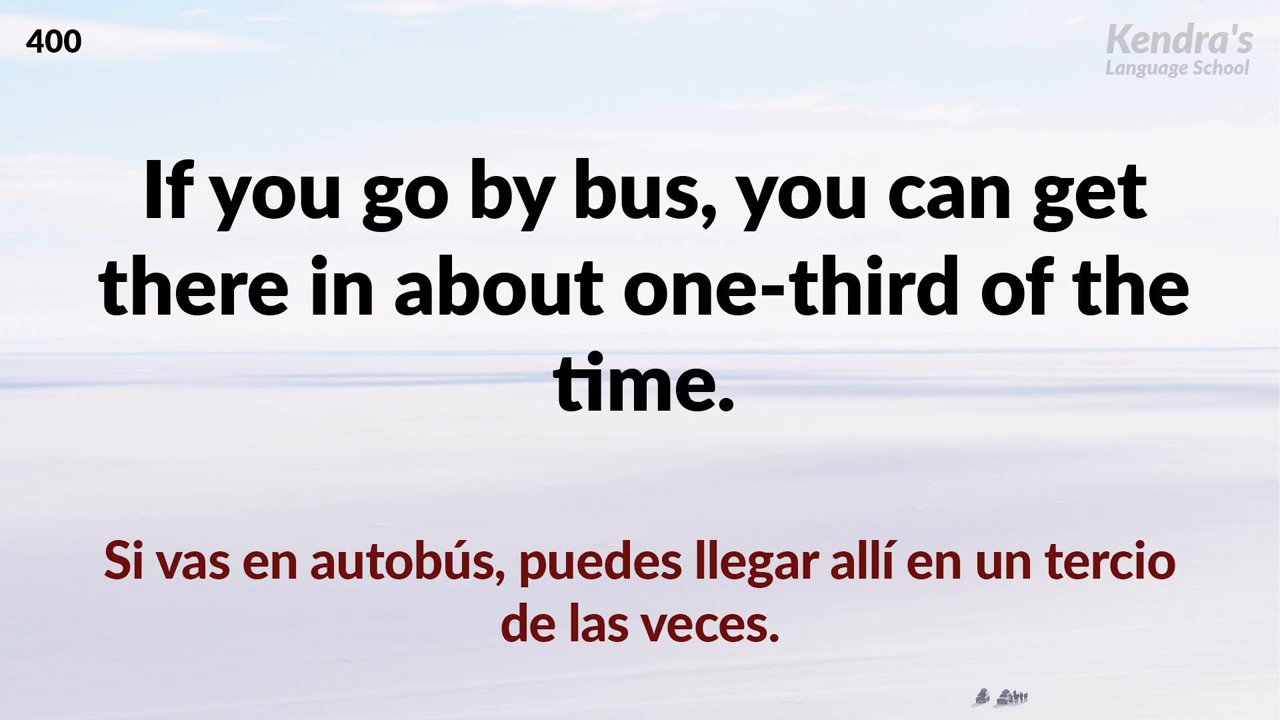 400
Kendra's
Language School
If you go by bus, you can get
there in about one-third of the
time.
Si vas en autobús, puedes llegar allí en un tercio
de las veces.